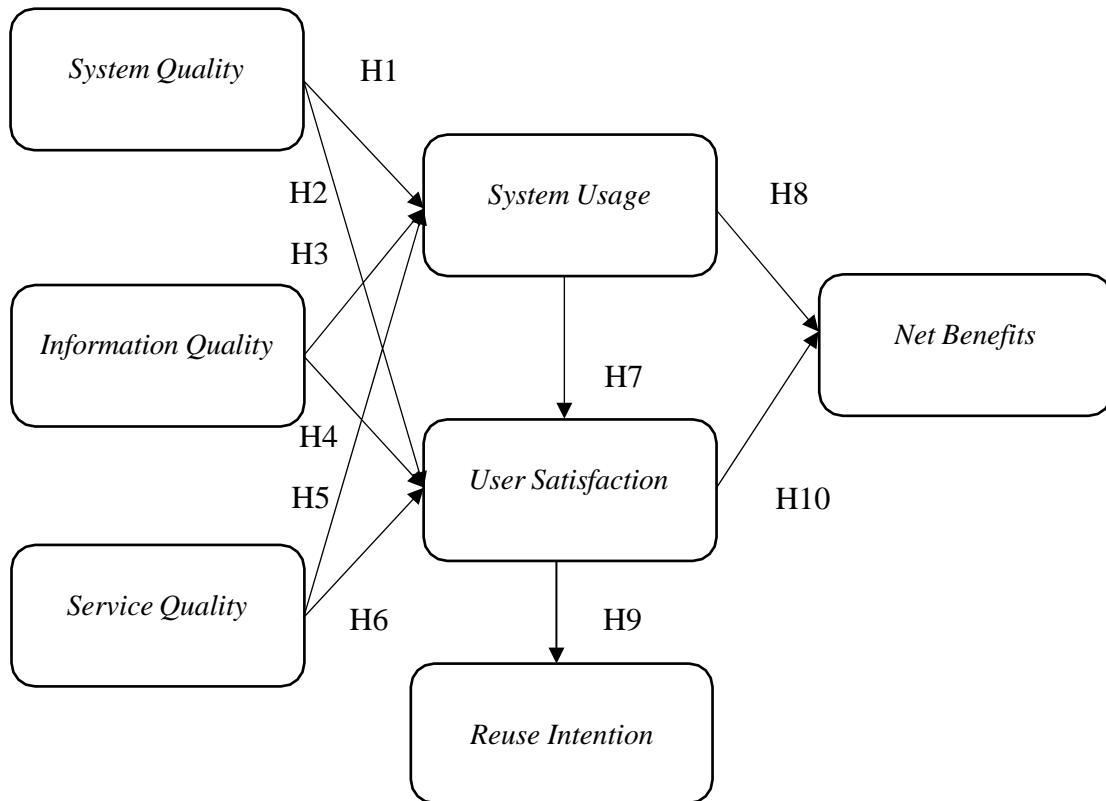 System Quality
H1
H2
System Usage
H8
H3
Information Quality
Net Benefits
H7
H4
User Satisfaction
H5
H10
Service Quality
H6
H9
Reuse Intention